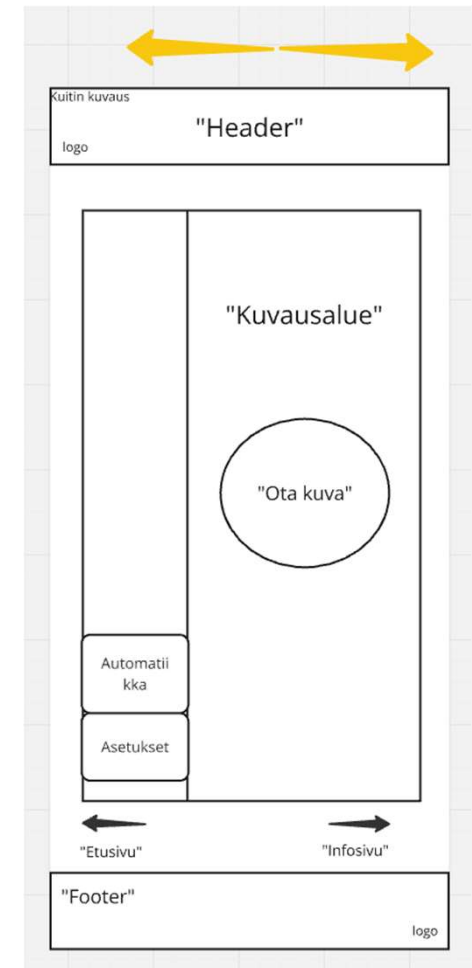 Kuitin kuvaus
"Header"
logo
"Kuvausalue"
"Ota kuva"
Automatii
kka
Asetukset
"Etusivu"
"Infosivu"
"Footer"
logo